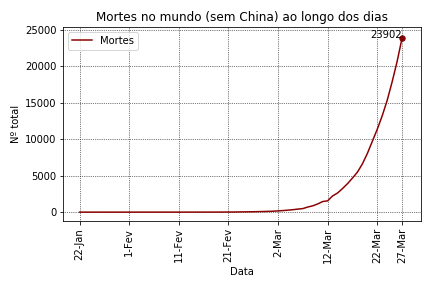 Mortes no mundo (sem China) ao longo dos dias
25000
20000
15000
10000
5000
0
Nº total
Mortes
23902
22-Jan
1-Fev
11-Fev
21-Fev
2-Mar
12-Mar
22-Mar
27-Mar
Data